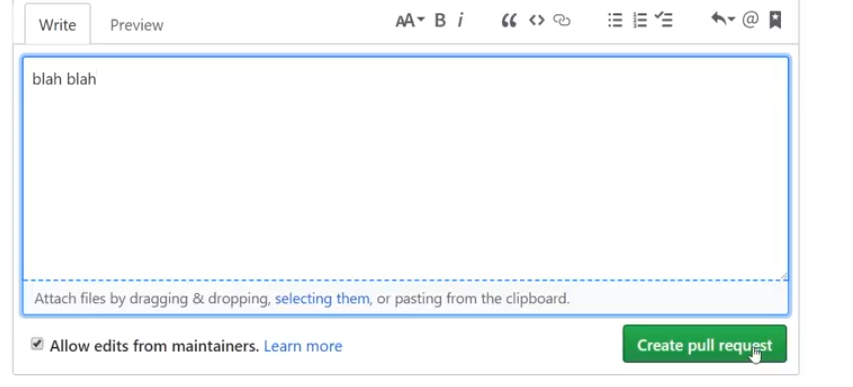 Write Preview AA B i @
blah blah
Attach files by dragging & dropping, selecting them, or pasting from the clipboard.
Allow edits from maintainers. Learn more Create pull request